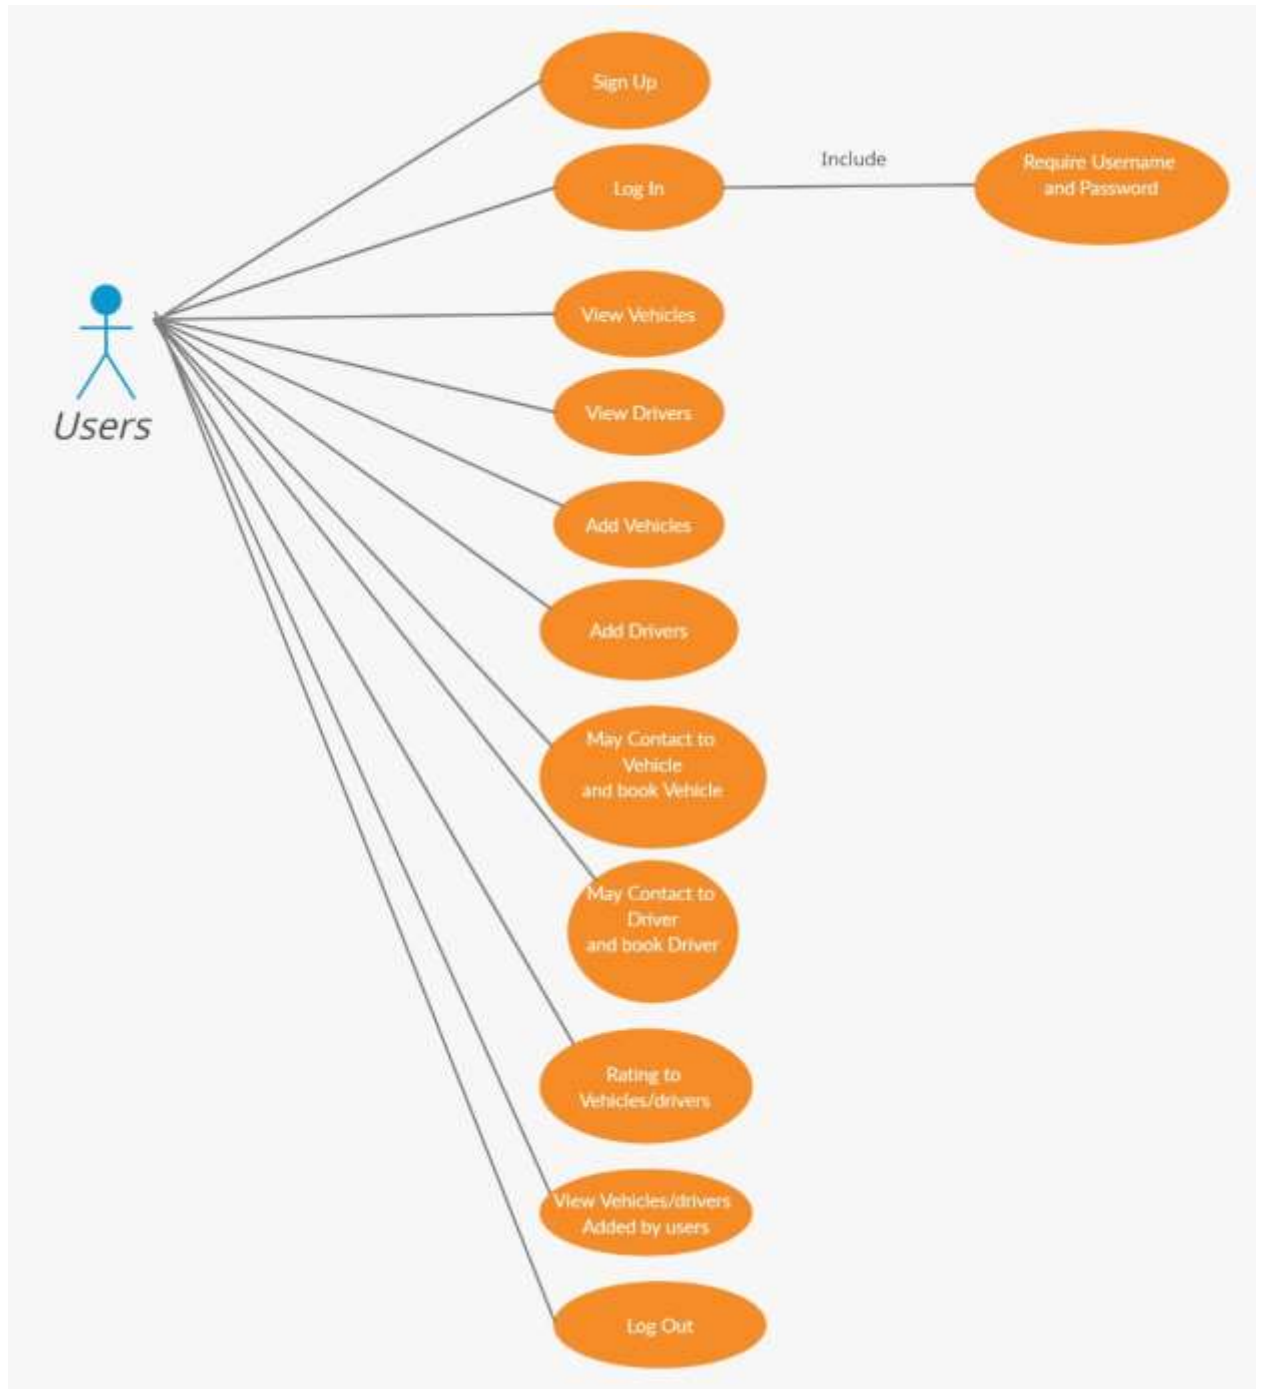 Sign Up
Log In
Include
Require Username
and Password
View Vehicles
Users
View Drivers
Add Vehicles
Add Drivers
May Contact to
Vehicle
and book Vehicle
May Contact to
Driver
and book Driver
Rating to
Vehicles/drivers
View Vehicles/drivers
Added by users
Log Out